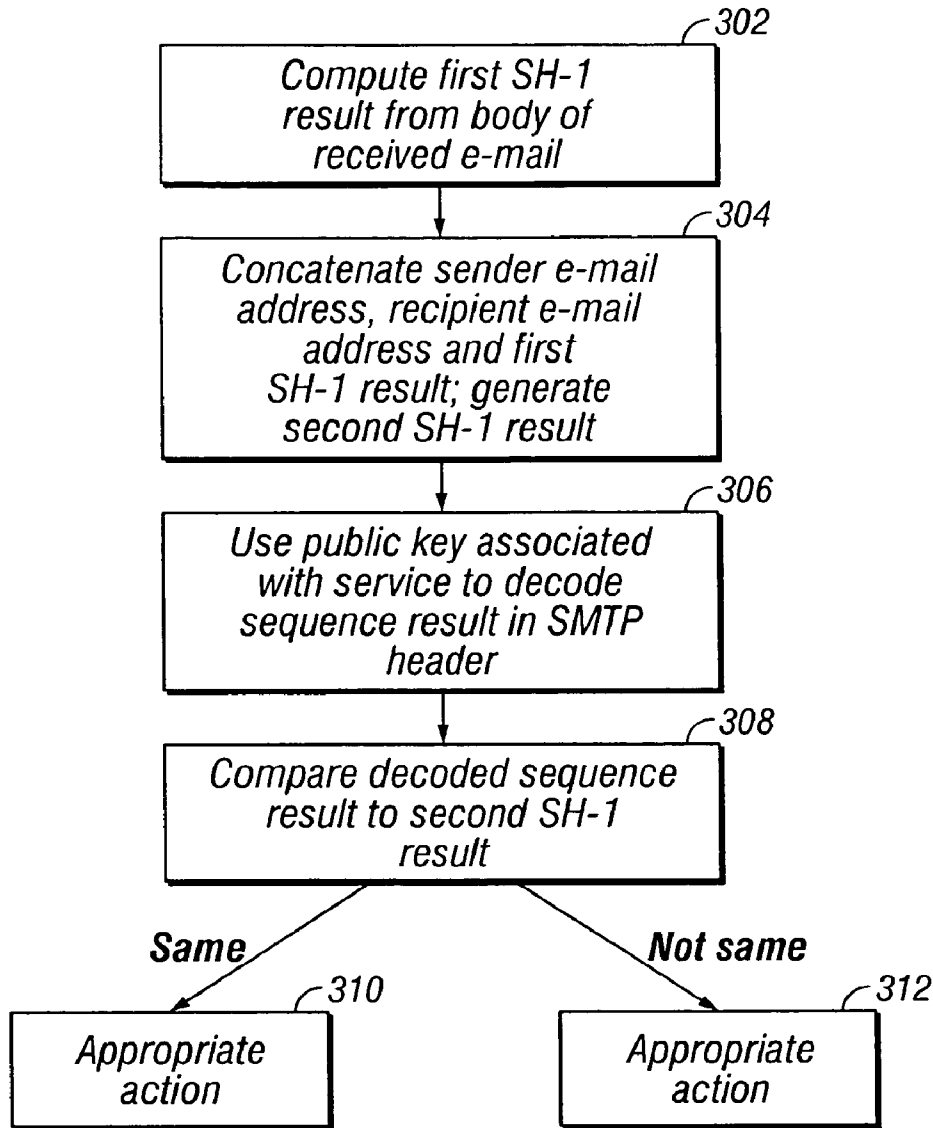 302
Compute first SH-1
result from body of
received e-mail
304
Concatenate sender e-mail
address, recipient e-mail
address and first
SH-1 result; generate
second SH-1 result
306
Use public key associated
with service to decode
sequence result in SMTP
header
308
Compare decoded sequence
result to second SH-1
result
Same
Not same
310
Appropriate
action
312
Appropriate
action